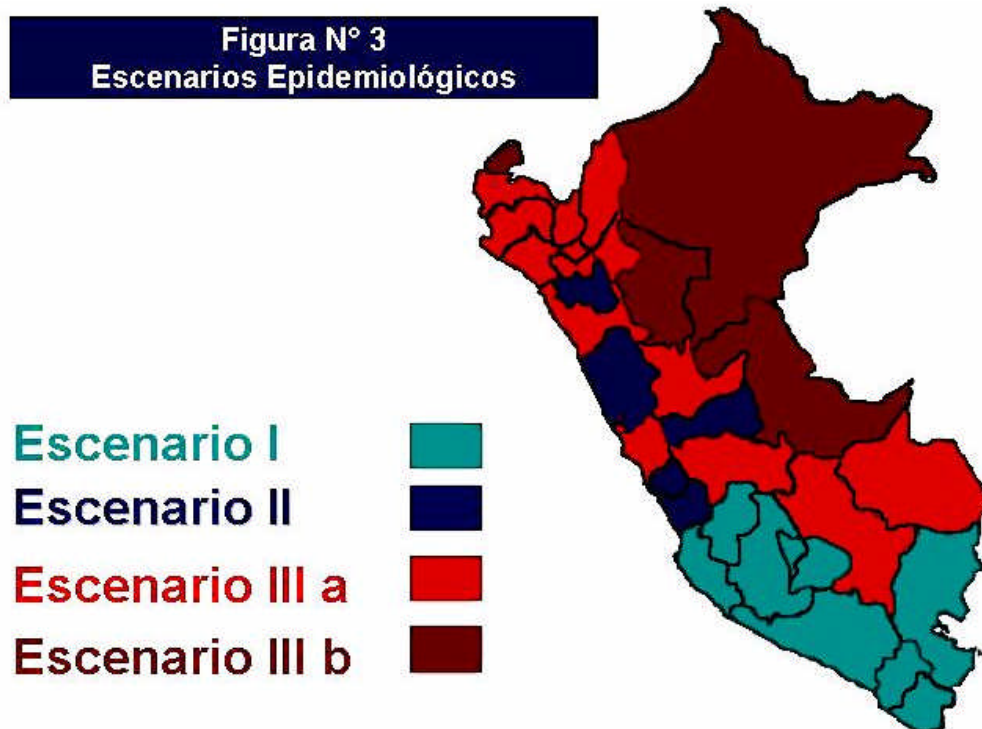 Figura N° 3
Escenarios Epidemiológicos
Escenario I
Escenario II
Escenario III a
Escenario III b